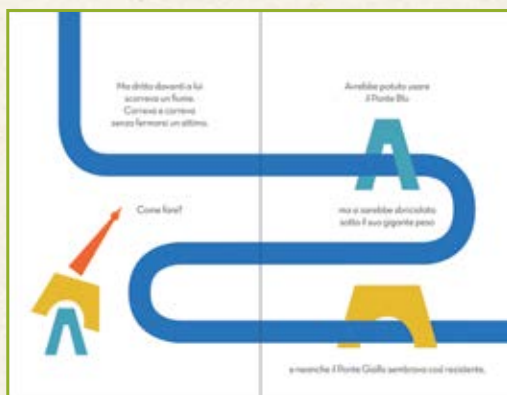 Ma dritto davanti a lui
scorreva un fiume.
Correva e correva
senza fermarsi un attimo.
Come fare?
Avrebbe potuto usare
il Ponte Blu
ma si sarebbe sbriciolato
sotto il suo gigante peso
e neanche il Ponte Giallo sembrava così resistente.